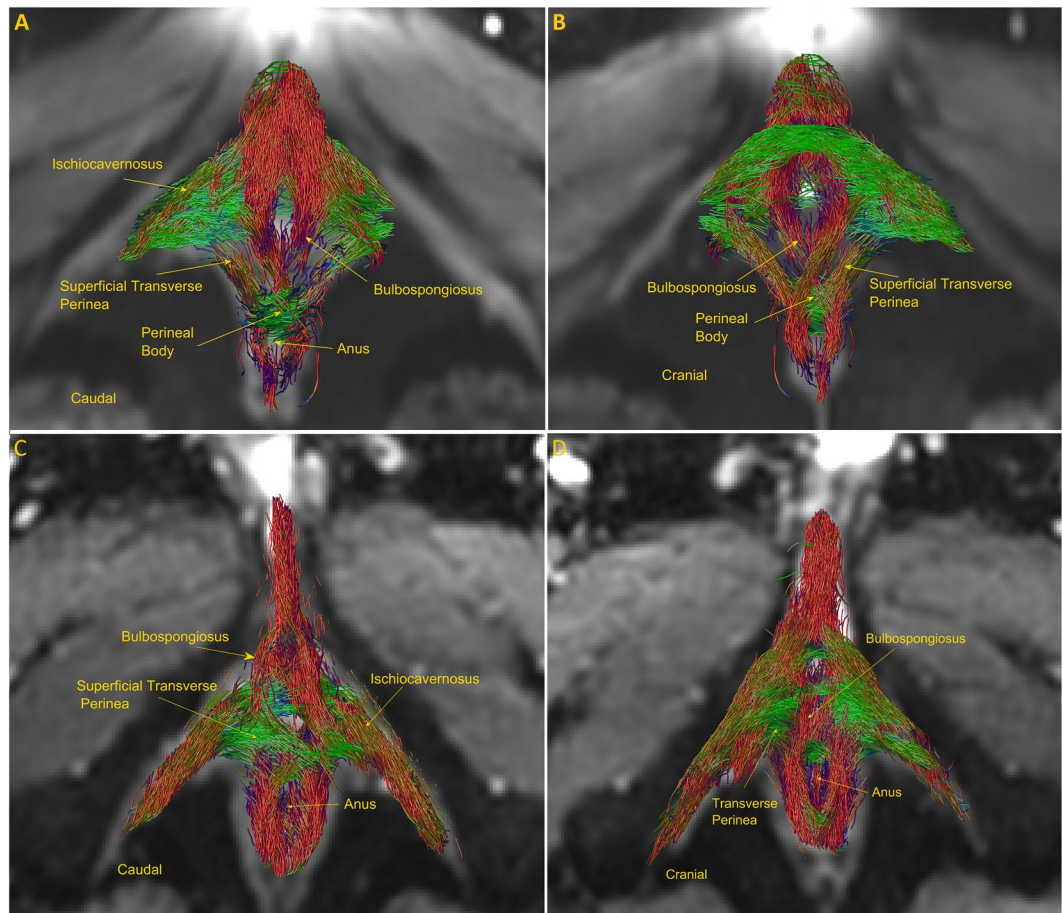 A
Ischiocavernosus
Superficial Transverse
Perinea
Bulbospongiosus
Perineal
Body
Anus
Caudal
B
Bulbospongiosus
Superficial Transverse
Perinea
Perineal
Body
Cranial
C
Bulbospongiosus
Superficial Transverse
Perinea
Ischiocavernosus
Anus
Caudal
D
Bulbospongiosus
Transverse
Perinea
Anus
Cranial